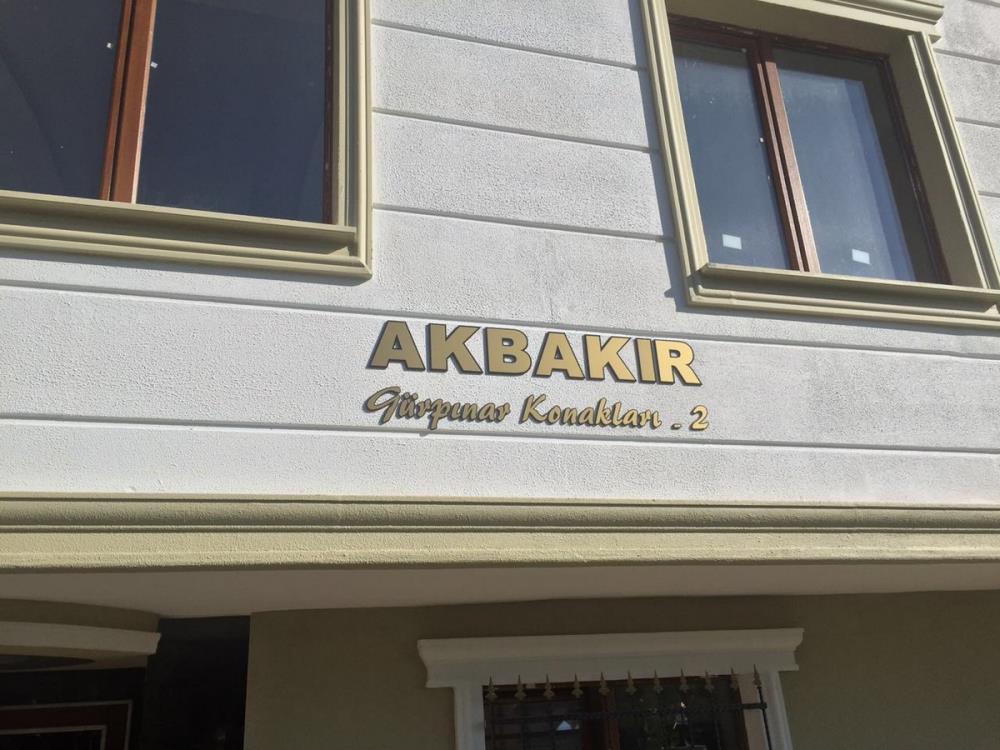 AKBAKIR
Gürpınar Konakları - 2